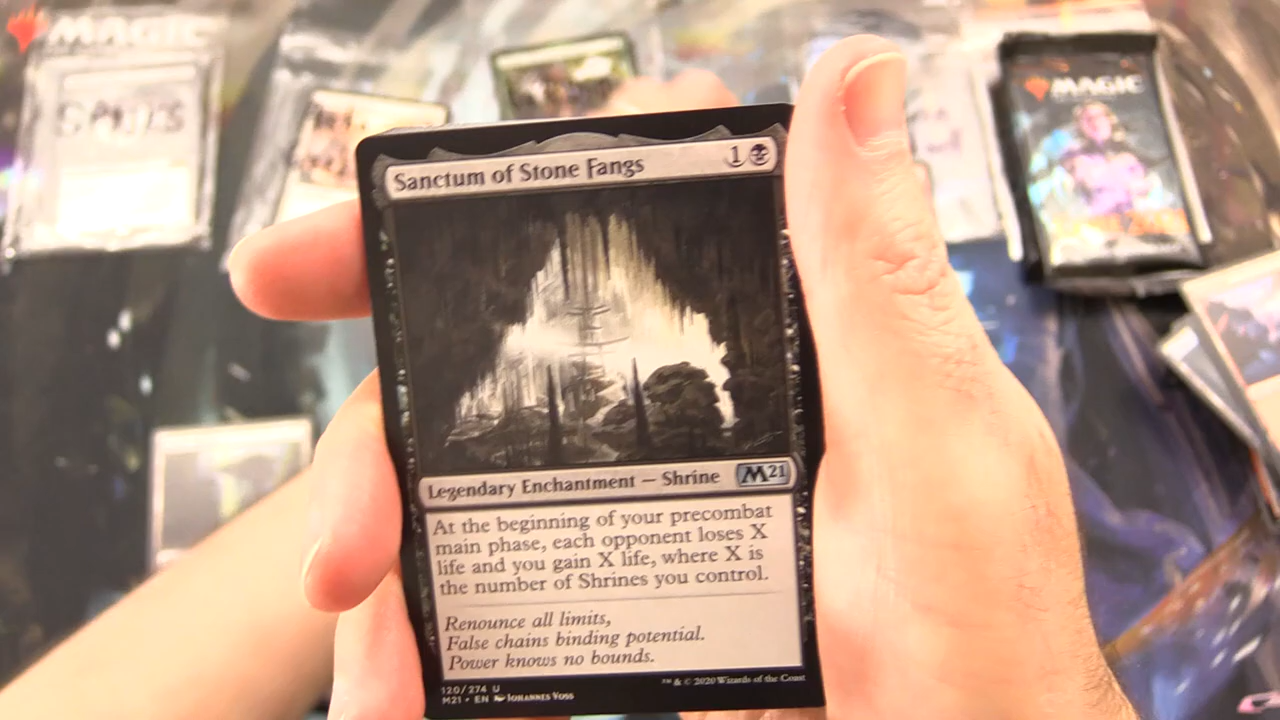 MAGIC
MAGIC
Sanctum of Stone Fangs 1
Legendary Enchantment — Shrine M21
At the beginning of your precombat
main phase, each opponent loses X
life and you gain X life, where X is
the number of Shrines you control.
Renounce all limits,
False chains binding potential.
Power knows no bounds.
120/274 U
M21 • EN Johannes Voss
™ & © 2020 Wizards of the Coast